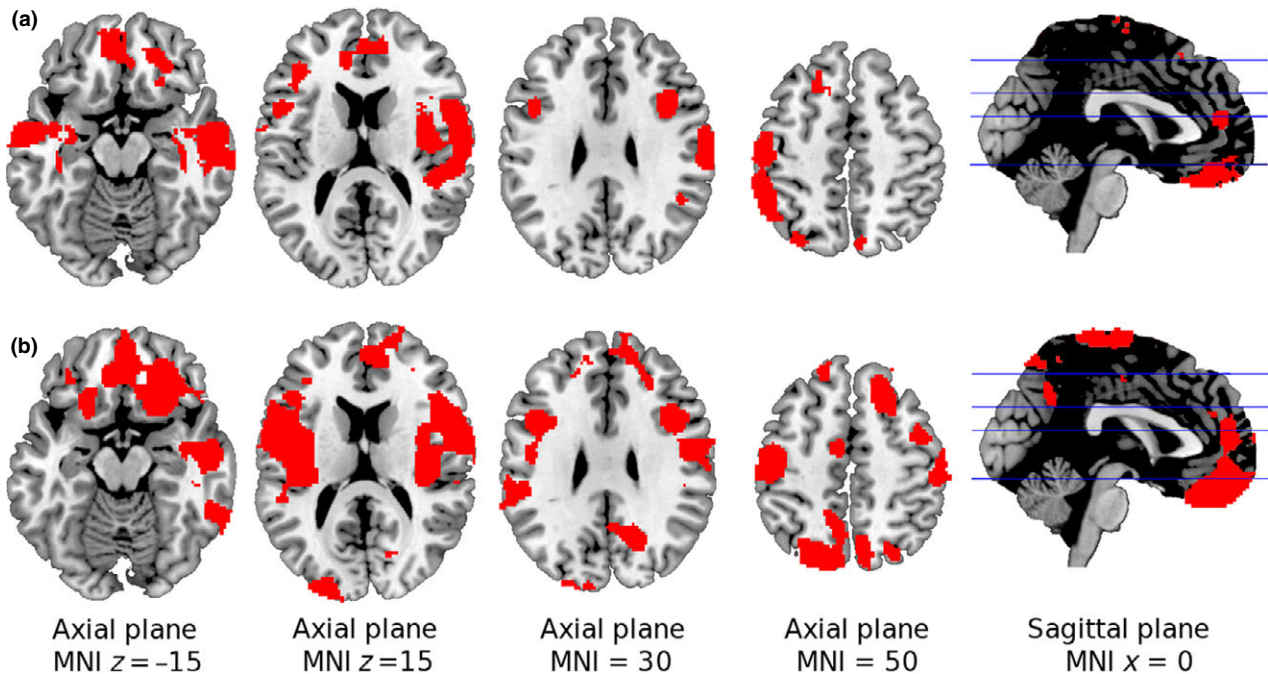 (a)
(b)
Axial plane
MNI z = –15
Axial plane
MNI z =15
Axial plane
MNI = 30
Axial plane
MNI = 50
Sagittal plane
MNI x = 0